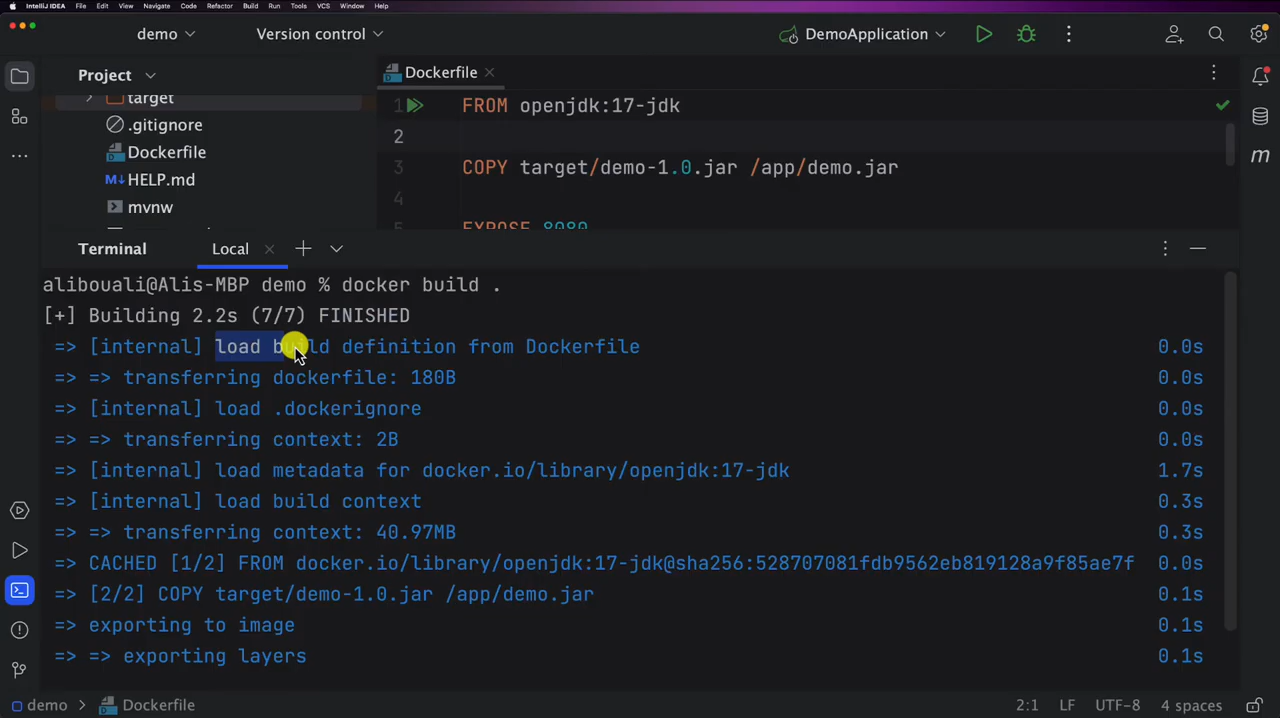 IntelliJ IDEA File Edit View Navigate Code Refactor Build Run Tools VCS Window Help
demo Version control DemoApplication
Project
target
.gitignore
Dockerfile
M↓ HELP.md
mvnw
Dockerfile
1 FROM openjdk:17-jdk
2
3 COPY target/demo-1.0.jar /app/demo.jar
4
5 EXPOSE 8080
Terminal Local
alibouali@Alis-MBP demo % docker build .
[+] Building 2.2s (7/7) FINISHED
=> [internal] load build definition from Dockerfile 0.0s
=> => transferring dockerfile: 180B 0.0s
=> [internal] load .dockerignore 0.0s
=> => transferring context: 2B 0.0s
=> [internal] load metadata for docker.io/library/openjdk:17-jdk 1.7s
=> [internal] load build context 0.3s
=> => transferring context: 40.97MB 0.3s
=> CACHED [1/2] FROM docker.io/library/openjdk:17-jdk@sha256:528707081fdb9562eb819128a9f85ae7f 0.0s
=> [2/2] COPY target/demo-1.0.jar /app/demo.jar 0.1s
=> exporting to image 0.1s
=> => exporting layers 0.1s
demo > Dockerfile 2:1 LF UTF-8 4 spaces